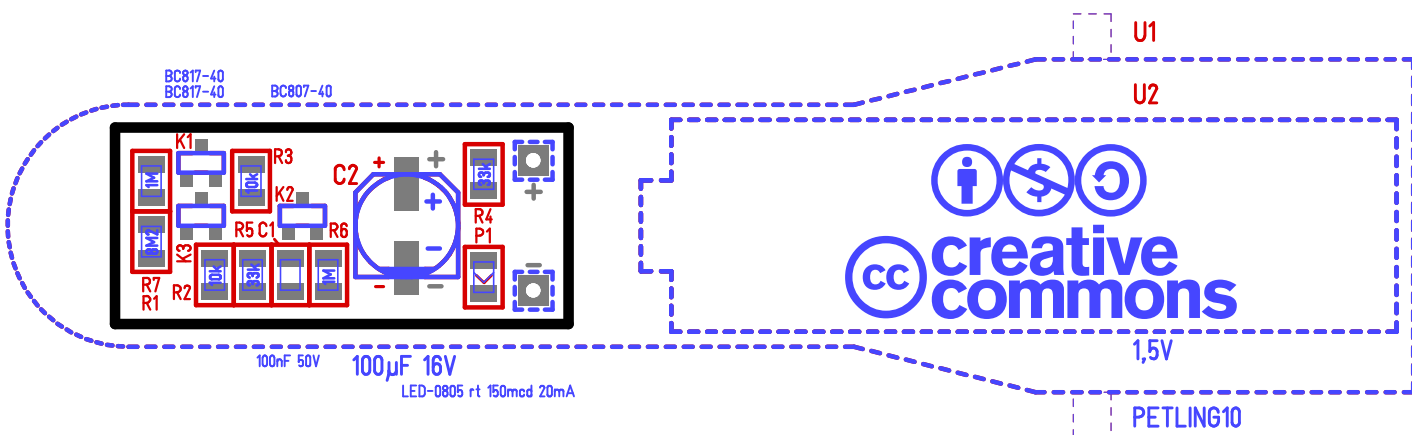 U1
BC817-40
BC817-40 BC807-40
U2
K1
R3
1M
10k
K2
C2
+
+
+
+
33k
R4
P1
8M2
K3
R5 C1
R6
R7
R1
R2
10k
33k
1M
-
-
-
-
cc creative
commons
100nF 50V
100µF 16V
LED-0805 rt 150mcd 20mA
1,5V
PETLING10